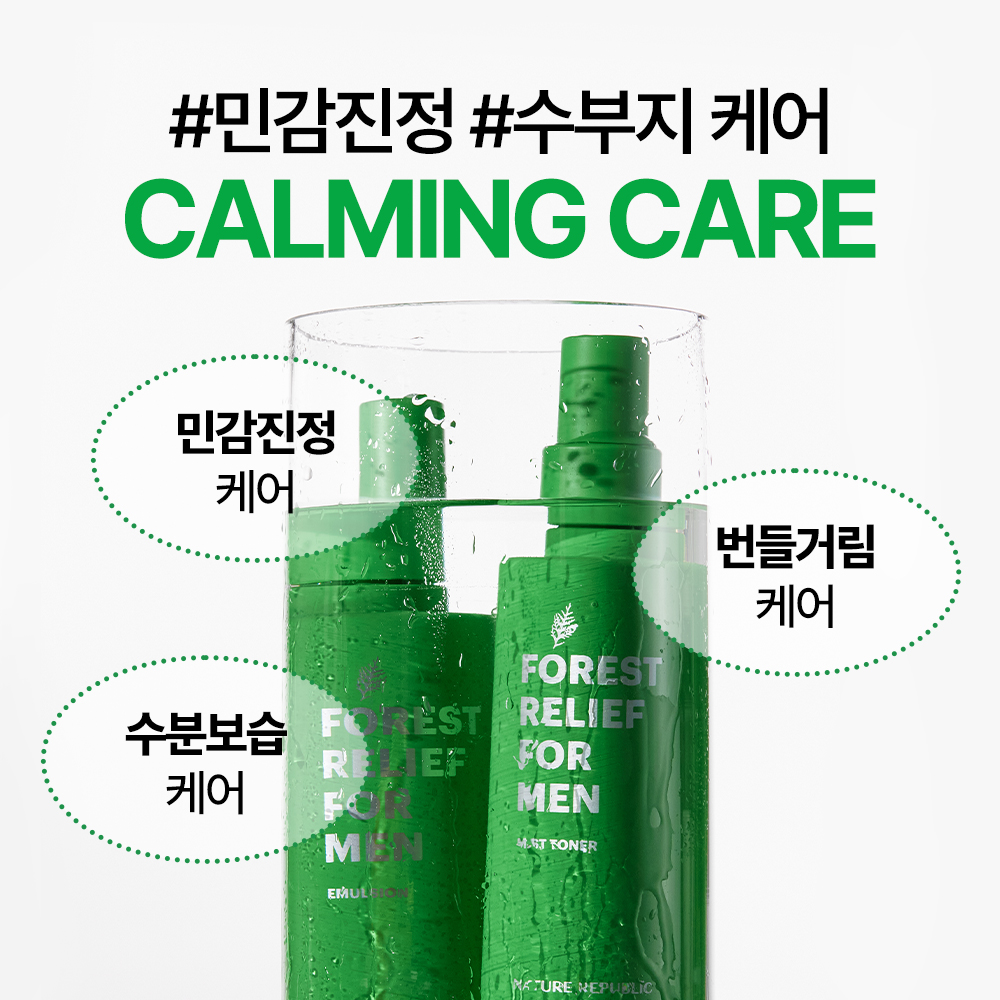 #민감진정 #수부지 케어
CALMING CARE
민감진정
케어
번들거림
케어
수분보습
케어
FOREST
RELIEF
FOR
MEN
EMULSION
FOREST
RELIEF
FOR
MEN
MIST TONER
NATURE REPUBLIC